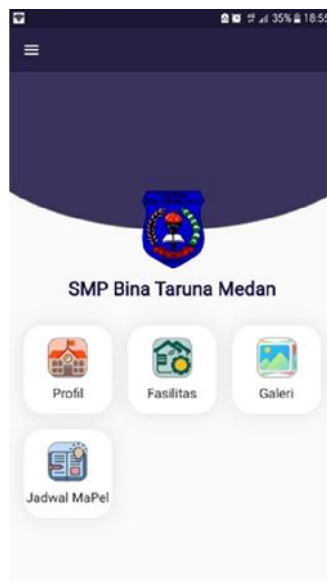 35% 18:55
SMP Bina Taruna Medan
Profil
Fasilitas
Galeri
Jadwal MaPel